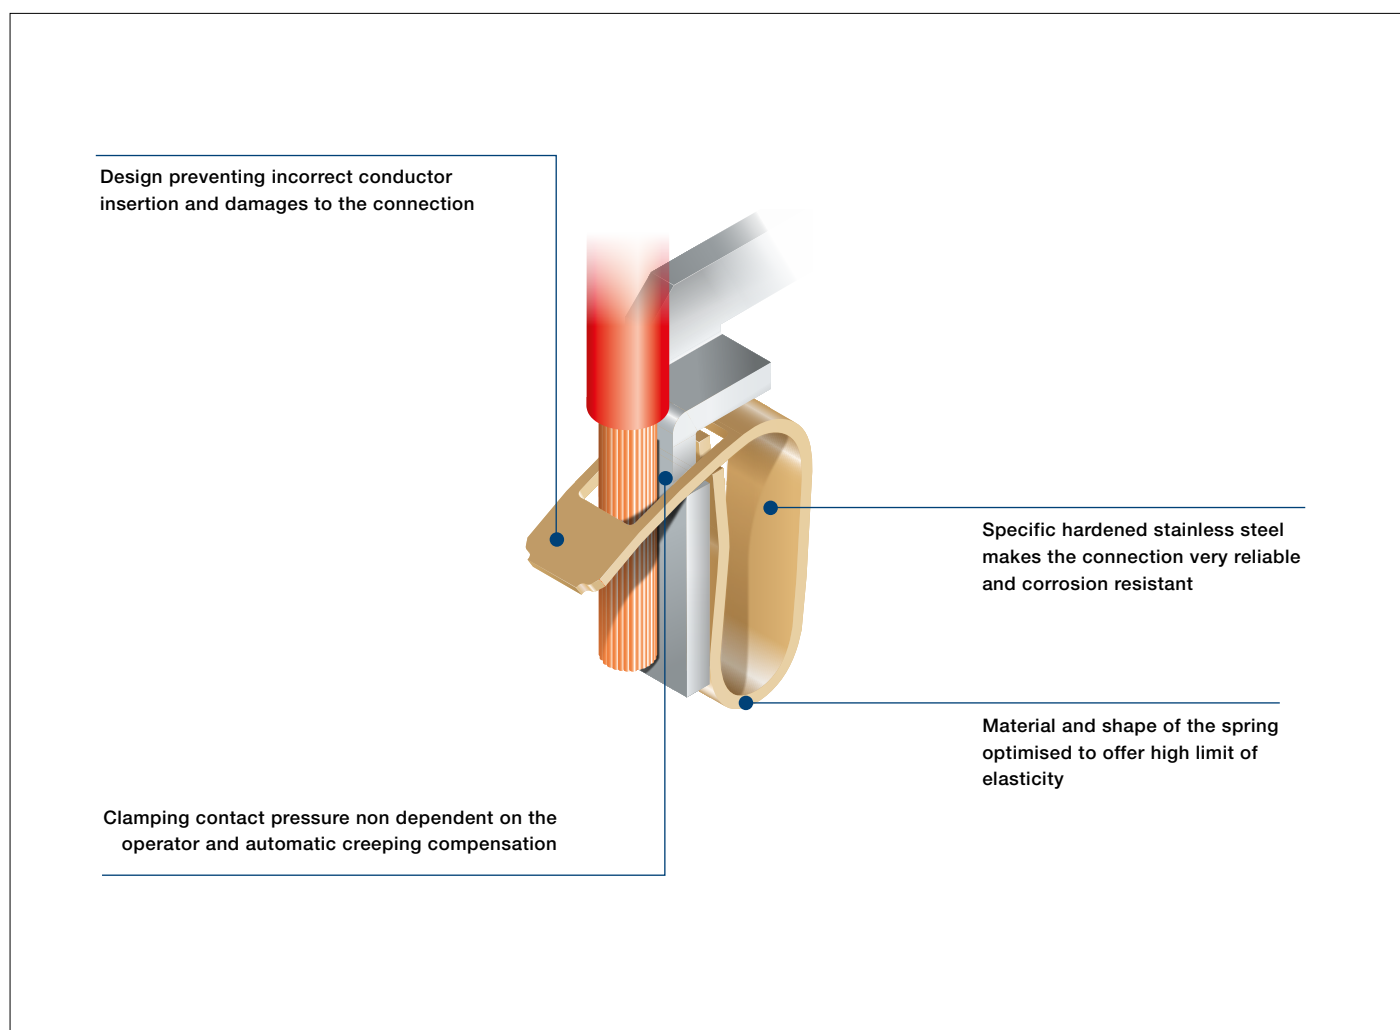 Design preventing incorrect conductor
insertion and damages to the connection
Specific hardened stainless steel
makes the connection very reliable
and corrosion resistant
Material and shape of the spring
optimised to offer high limit of
elasticity
Clamping contact pressure non dependent on the
operator and automatic creeping compensation